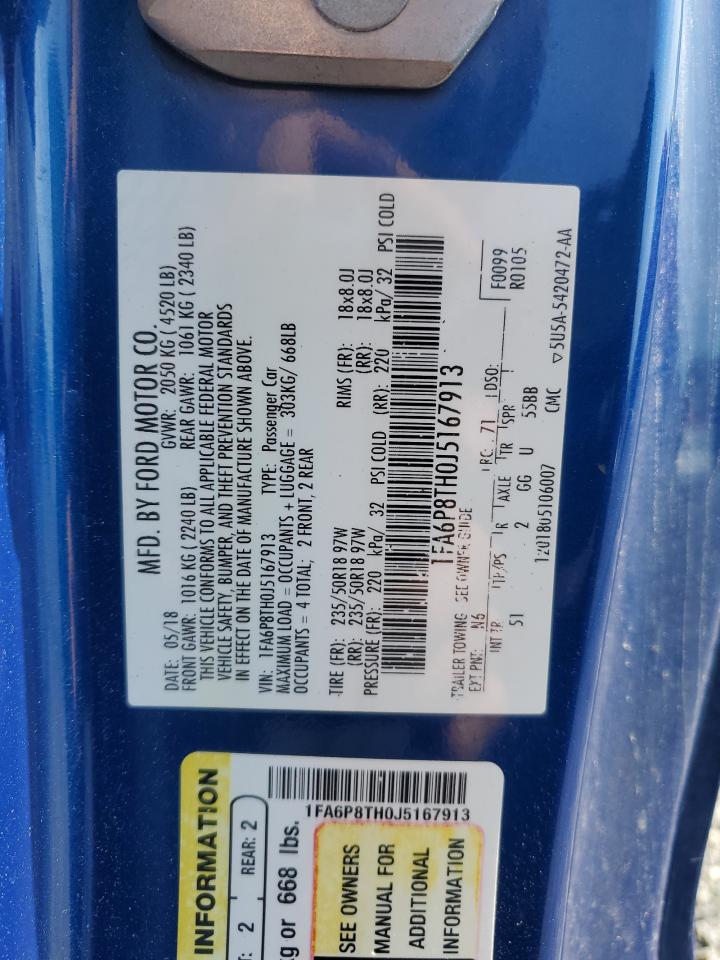 MFD. BY FORD MOTOR CO.
DATE: 05/18 GVWR: 2050 KG ( 4520 LB)
FRONT GAWR: 1016 KG ( 2240 LB) REAR GAWR: 1061 KG ( 2340 LB)
THIS VEHICLE CONFORMS TO ALL APPLICABLE FEDERAL MOTOR
VEHICLE SAFETY, BUMPER, AND THEFT PREVENTION STANDARDS
IN EFFECT ON THE DATE OF MANUFACTURE SHOWN ABOVE.
VIN: 1FA6P8TH0J5167913 TYPE: Passenger Car
MAXIMUM LOAD = OCCUPANTS + LUGGAGE = 303KG/ 668LB
OCCUPANTS = 4 TOTAL; 2 FRONT, 2 REAR
TIRE (FR): 235/50R18 97W RIMS (FR): 18x8.0J
(RR): 235/50R18 97W (RR): 18x8.0J
PRESSURE (FR): 220 kPa/ 32 PSI COLD (RR): 220 kPa/ 32 PSI COLD
1FA6P8TH0J5167913
TRAILER TOWING SEE OWNER GUIDE
EXT PNT: N6 RC: 71 DSO:
INT TR TP/PS R AXLE TR SPR F0099
51 2 GG U 55BB R0105
1201805106007 CMC ▽5U5A-5420472-AA
INFORMATION
2 REAR: 2
1FA6P8TH0J5167913
kg or 668 lbs.
SEE OWNERS
MANUAL FOR
ADDITIONAL
INFORMATION